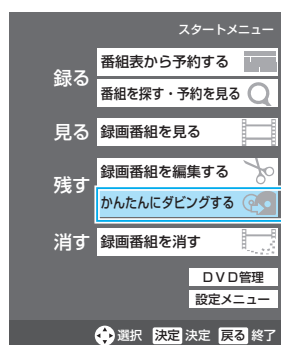 スタートメニュー
録る
番組表から予約する
番組を探す・予約を見る
見る 録画番組を見る
残す
録画番組を編集する
かんたんにダビングする
消す 録画番組を消す
DVD管理
設定メニュー
選択 決定 決定 戻る 終了